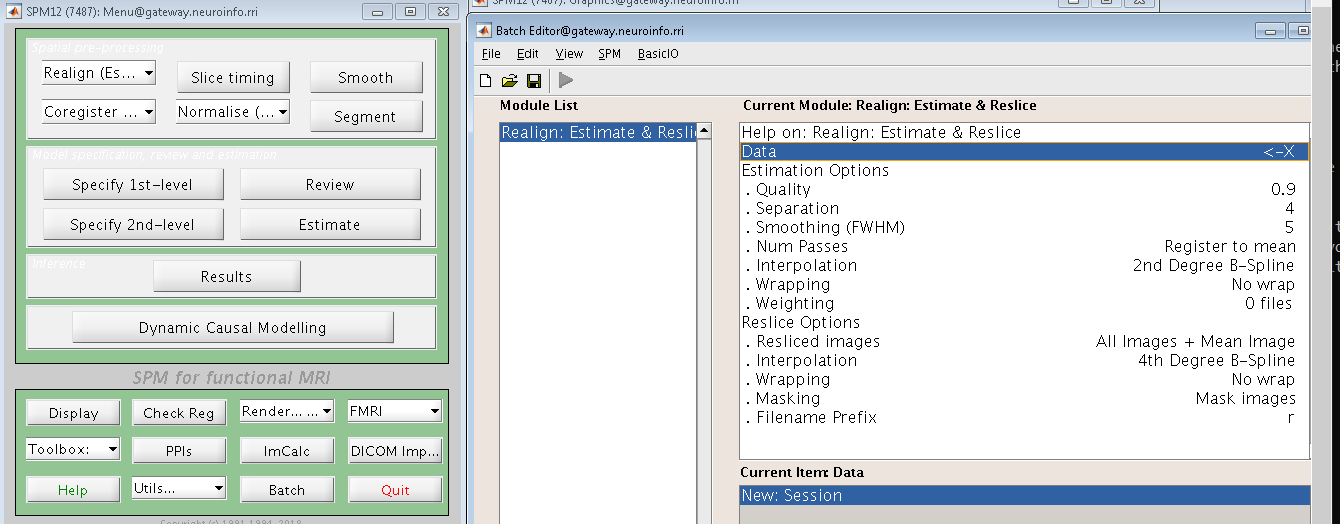 SPM12 (7487): Menu@gateway.neuroinfo.rri
SPM12 (7487): Graphics@gateway.neuroinfo.rri
Spatial pre-processing
Realign (Es...
Slice timing
Smooth
Coregister ...
Normalise (...
Segment
Model specification, review and estimation
Specify 1st-level
Review
Specify 2nd-level
Estimate
Inference
Results
Dynamic Causal Modelling
SPM for functional MRI
Display
Check Reg
Render... ...
FMRI
Toolbox:
PPIs
ImCalc
DICOM Imp...
Help
Utils...
Batch
Quit
Copyright (c) 1991,1994-2018
Batch Editor@gateway.neuroinfo.rri
File Edit View SPM BasicIO
Module List
Realign: Estimate & Resli
Current Module: Realign: Estimate & Reslice
Help on: Realign: Estimate & Reslice
Data <-X
Estimation Options
. Quality 0.9
. Separation 4
. Smoothing (FWHM) 5
. Num Passes Register to mean
. Interpolation 2nd Degree B-Spline
. Wrapping No wrap
. Weighting 0 files
Reslice Options
. Resliced images All Images + Mean Image
. Interpolation 4th Degree B-Spline
. Wrapping No wrap
. Masking Mask images
. Filename Prefix r
Current Item: Data
New: Session